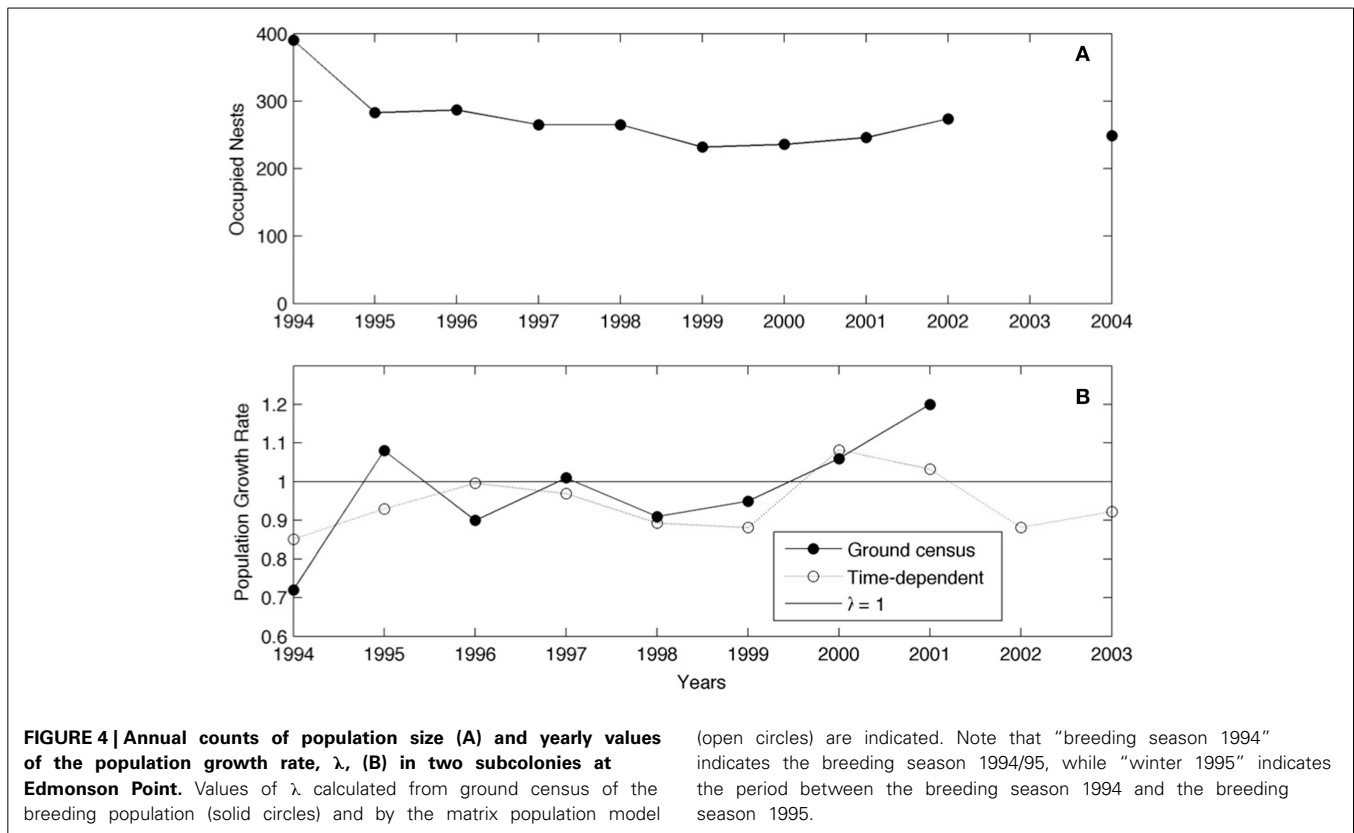 A
Occupied Nests
400
300
200
100
0
1994 1995 1996 1997 1998 1999 2000 2001 2002 2003 2004
B
Population Growth Rate
1.2
1.1
1
0.9
0.8
0.7
0.6
Ground census
Time-dependent
λ = 1
1994 1995 1996 1997 1998 1999 2000 2001 2002 2003
Years
FIGURE 4 | Annual counts of population size (A) and yearly values
of the population growth rate, λ, (B) in two subcolonies at
Edmonson Point. Values of λ calculated from ground census of the
breeding population (solid circles) and by the matrix population model
(open circles) are indicated. Note that “breeding season 1994”
indicates the breeding season 1994/95, while “winter 1995” indicates
the period between the breeding season 1994 and the breeding
season 1995.